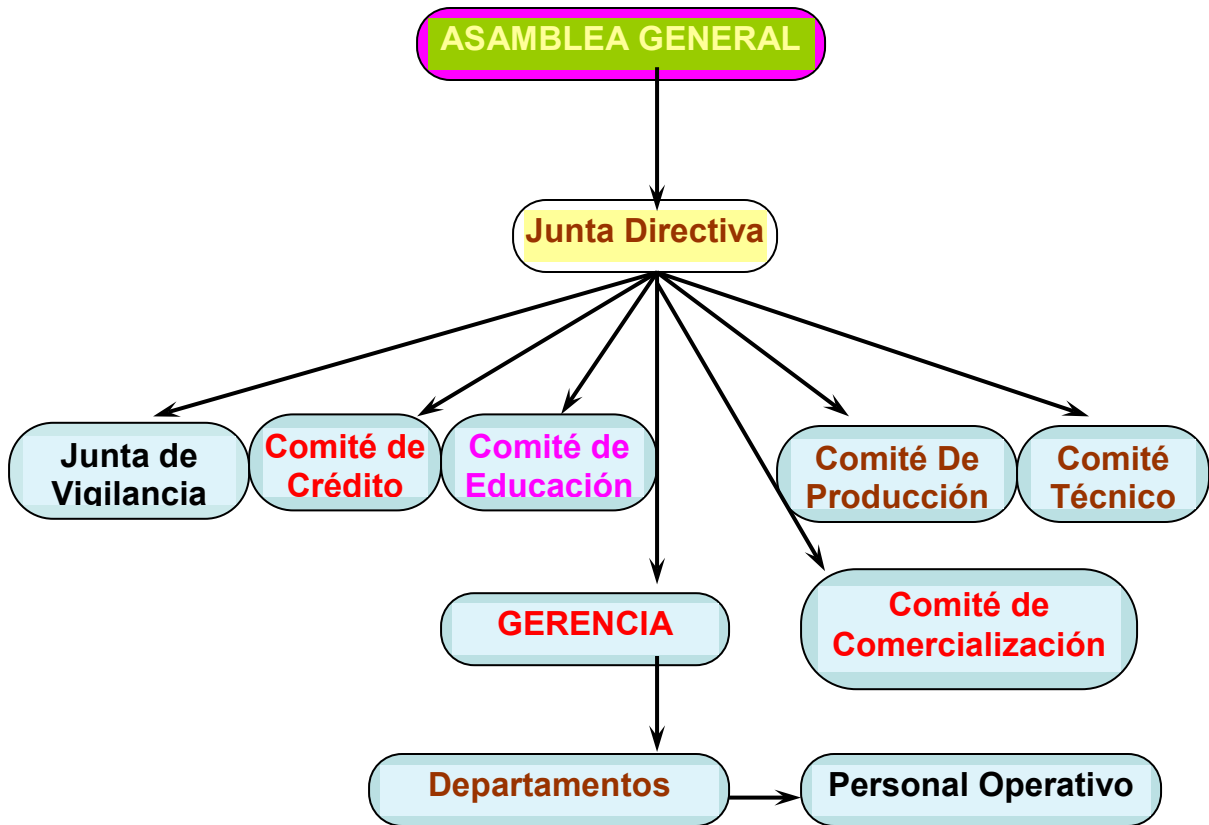 ASAMBLEA GENERAL
Junta Directiva
Junta de
Vigilancia
Comité de
Crédito
Comité de
Educación
Comité De
Producción
Comité
Técnico
GERENCIA
Comité de
Comercialización
Departamentos
Personal Operativo